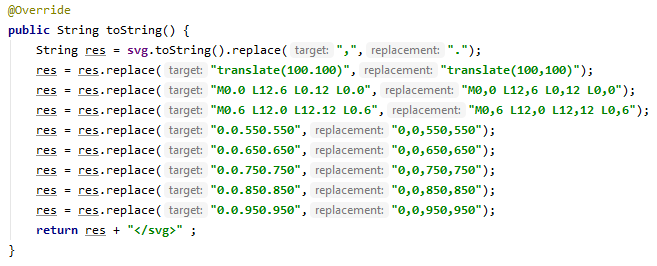 @Override
public String toString() {
String res = svg.toString().replace( target: ",", replacement: ".");
res = res.replace( target: "translate(100.100)", replacement: "translate(100,100)");
res = res.replace( target: "M0.0 L12.6 L0.12 L0.0", replacement: "M0,0 L12,6 L0,12 L0,0");
res = res.replace( target: "M0.6 L12.0 L12.12 L0.6", replacement: "M0,6 L12,0 L12,12 L0,6");
res = res.replace( target: "0.0.550.550", replacement: "0,0,550,550");
res = res.replace( target: "0.0.650.650", replacement: "0,0,650,650");
res = res.replace( target: "0.0.750.750", replacement: "0,0,750,750");
res = res.replace( target: "0.0.850.850", replacement: "0,0,850,850");
res = res.replace( target: "0.0.950.950", replacement: "0,0,950,950");
return res + "</svg>" ;
}